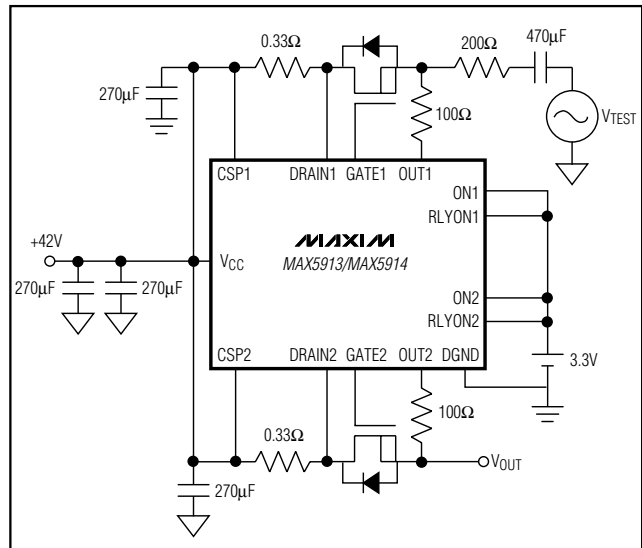 0.33Ω
200Ω
470µF
270µF
100Ω
VTEST
CSP1
DRAIN1
GATE1
OUT1
ON1
RLYON1
MAXIM
+42V
VCC
MAX5913/MAX5914
270µF
270µF
ON2
RLYON2
CSP2
DRAIN2
GATE2
OUT2
DGND
3.3V
100Ω
0.33Ω
VOUT
270µF